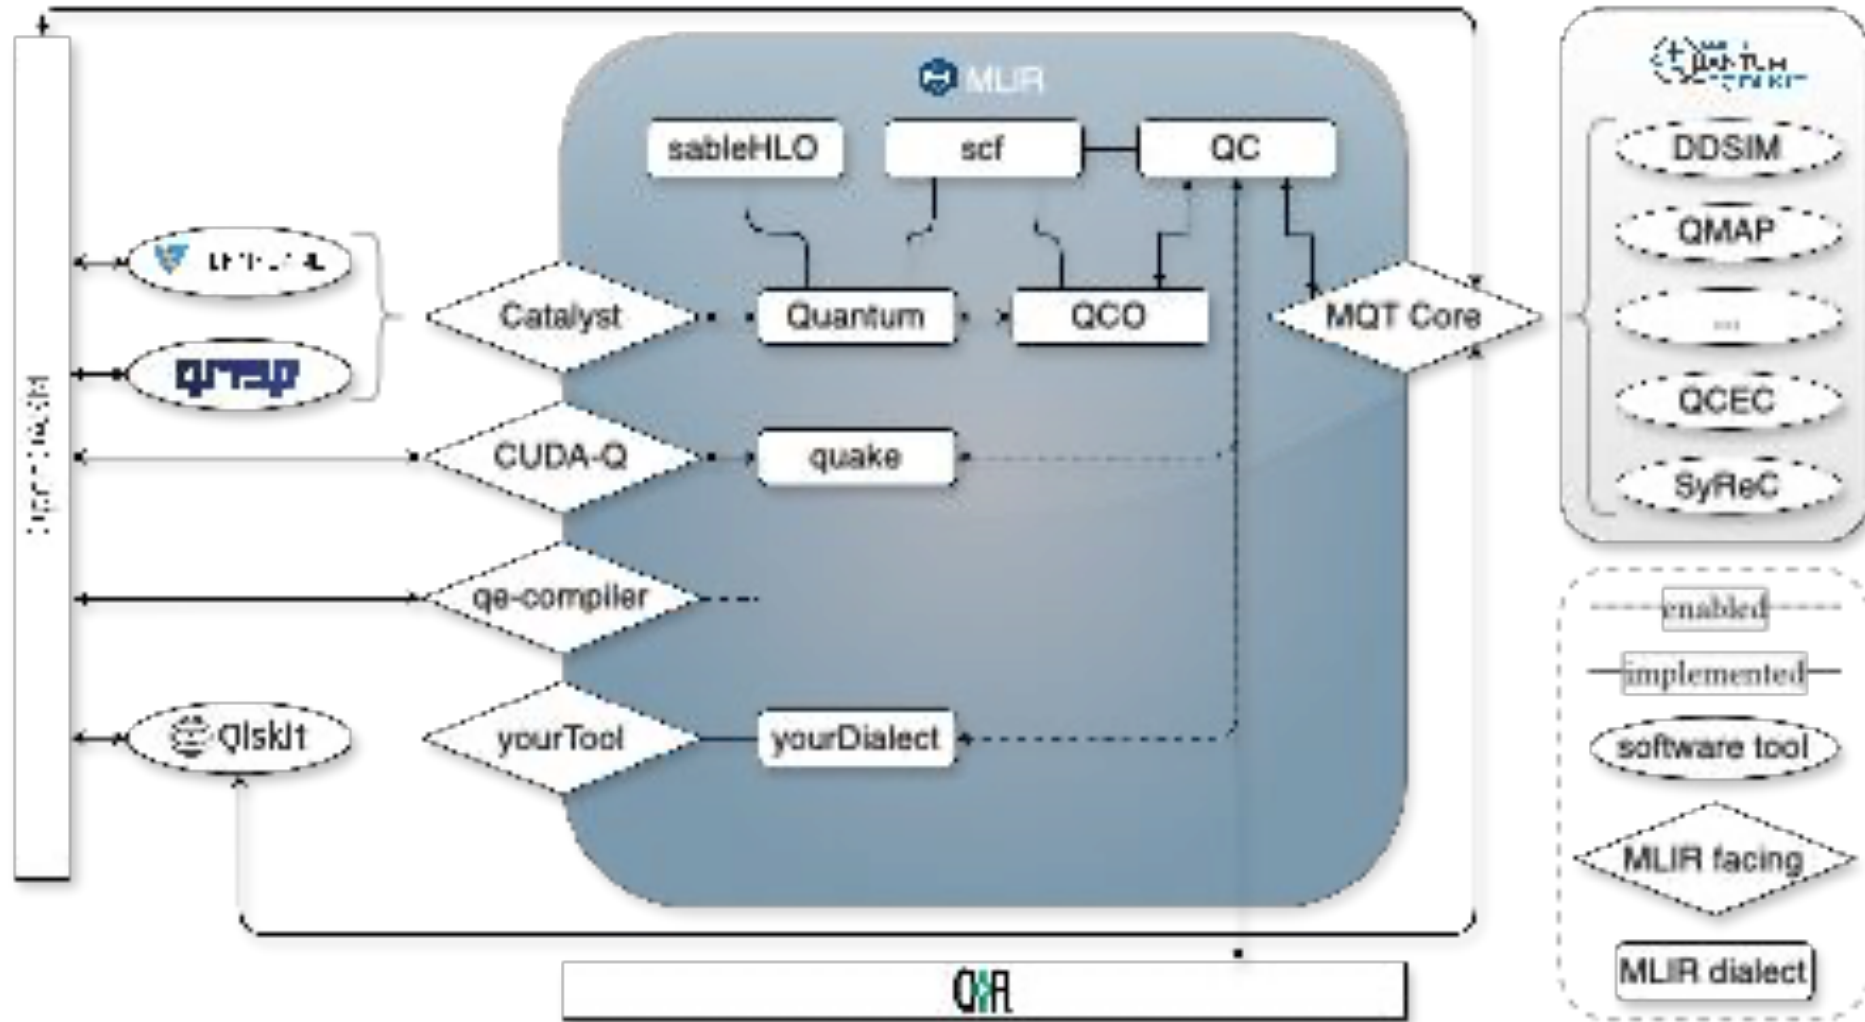 MLIR
sableHLO
scf
QC
DDSIM
QMAP
Catalyst
Quantum
QCO
MQT Core
...
QCEC
CUDA-Q
quake
SyReC
qe-compiler
enabled
implemented
Qiskit
yourTool
yourDialect
software tool
MLIR facing
MLIR dialect
QIR